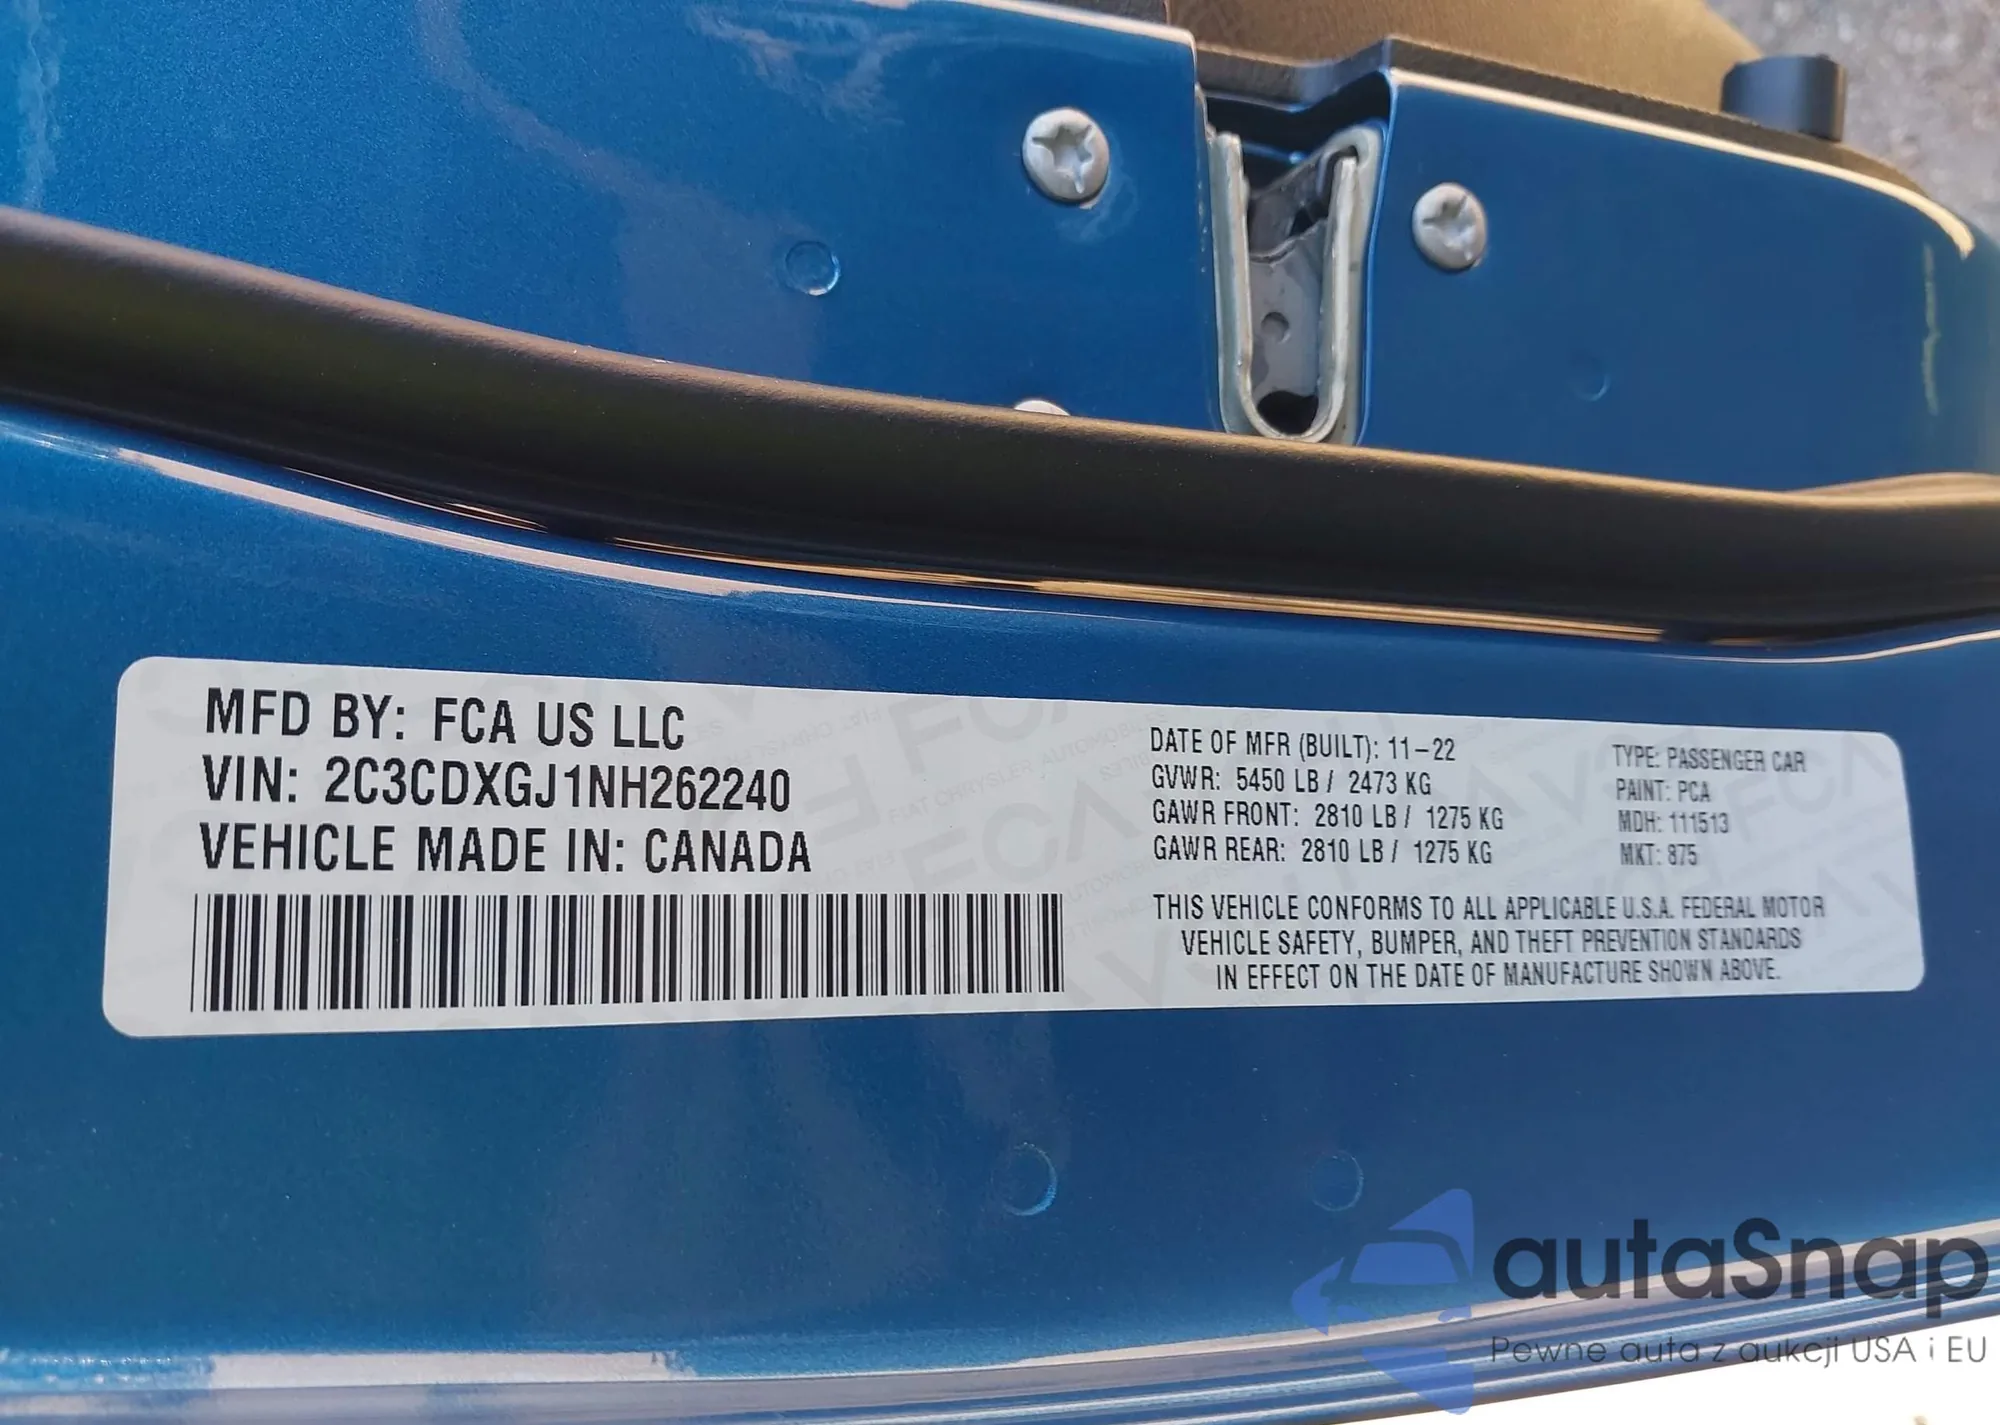 MFD BY: FCA US LLC
VIN: 2C3CDXGJ1NH262240
VEHICLE MADE IN: CANADA
DATE OF MFR (BUILT): 11-22
GVWR: 5450 LB / 2473 KG
GAWR FRONT: 2810 LB / 1275 KG
GAWR REAR: 2810 LB / 1275 KG
TYPE: PASSENGER CAR
PAINT: PCA
MDH: 111513
MKT: 875
THIS VEHICLE CONFORMS TO ALL APPLICABLE U.S.A. FEDERAL MOTOR
VEHICLE SAFETY, BUMPER, AND THEFT PREVENTION STANDARDS
IN EFFECT ON THE DATE OF MANUFACTURE SHOWN ABOVE.
autaSnap
Pewne auta z aukcji USA i EU